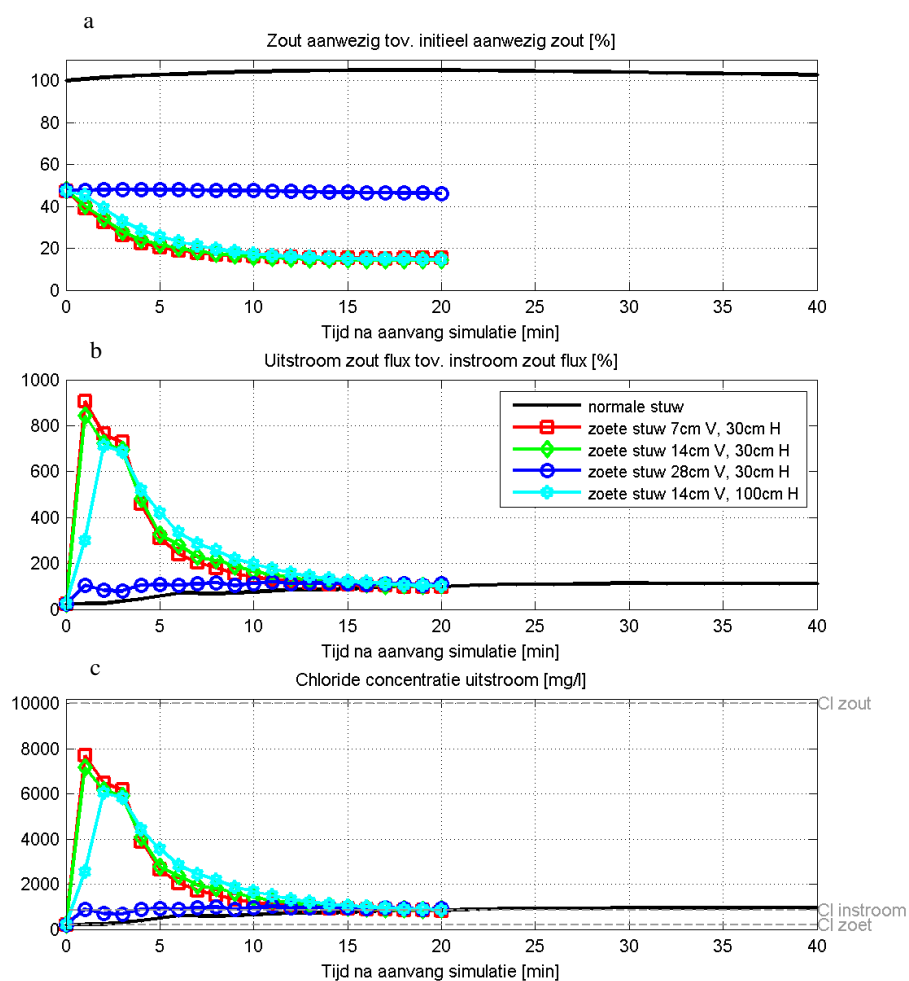 a
Zout aanwezig tov. initieel aanwezig zout [%]
100
80
60
40
20
0
0 5 10 15 20 25 30 35 40
Tijd na aanvang simulatie [min]
b
Uitstroom zout flux tov. instroom zout flux [%]
1000
800
600
400
200
0
normale stuw
zoete stuw 7cm V, 30cm H
zoete stuw 14cm V, 30cm H
zoete stuw 28cm V, 30cm H
zoete stuw 14cm V, 100cm H
0 5 10 15 20 25 30 35 40
Tijd na aanvang simulatie [min]
c
Chloride concentratie uitstroom [mg/l]
10000
8000
6000
4000
2000
0
Cl zout
Cl instroom
Cl zoet
0 5 10 15 20 25 30 35 40
Tijd na aanvang simulatie [min]